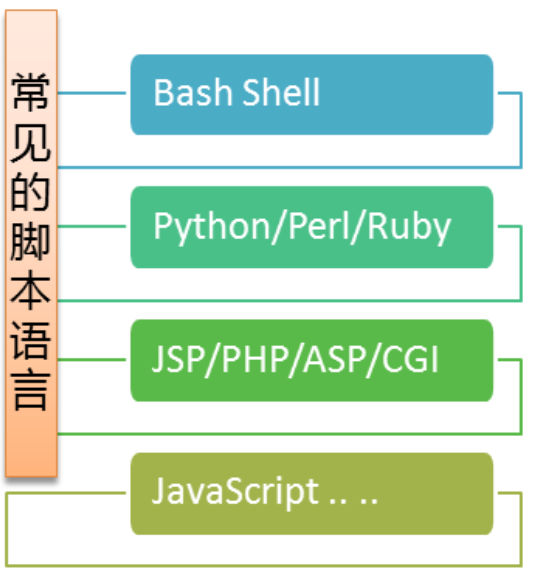 常见的脚本语言
Bash Shell
Python/Perl/Ruby
JSP/PHP/ASP/CGI
JavaScript .. ..